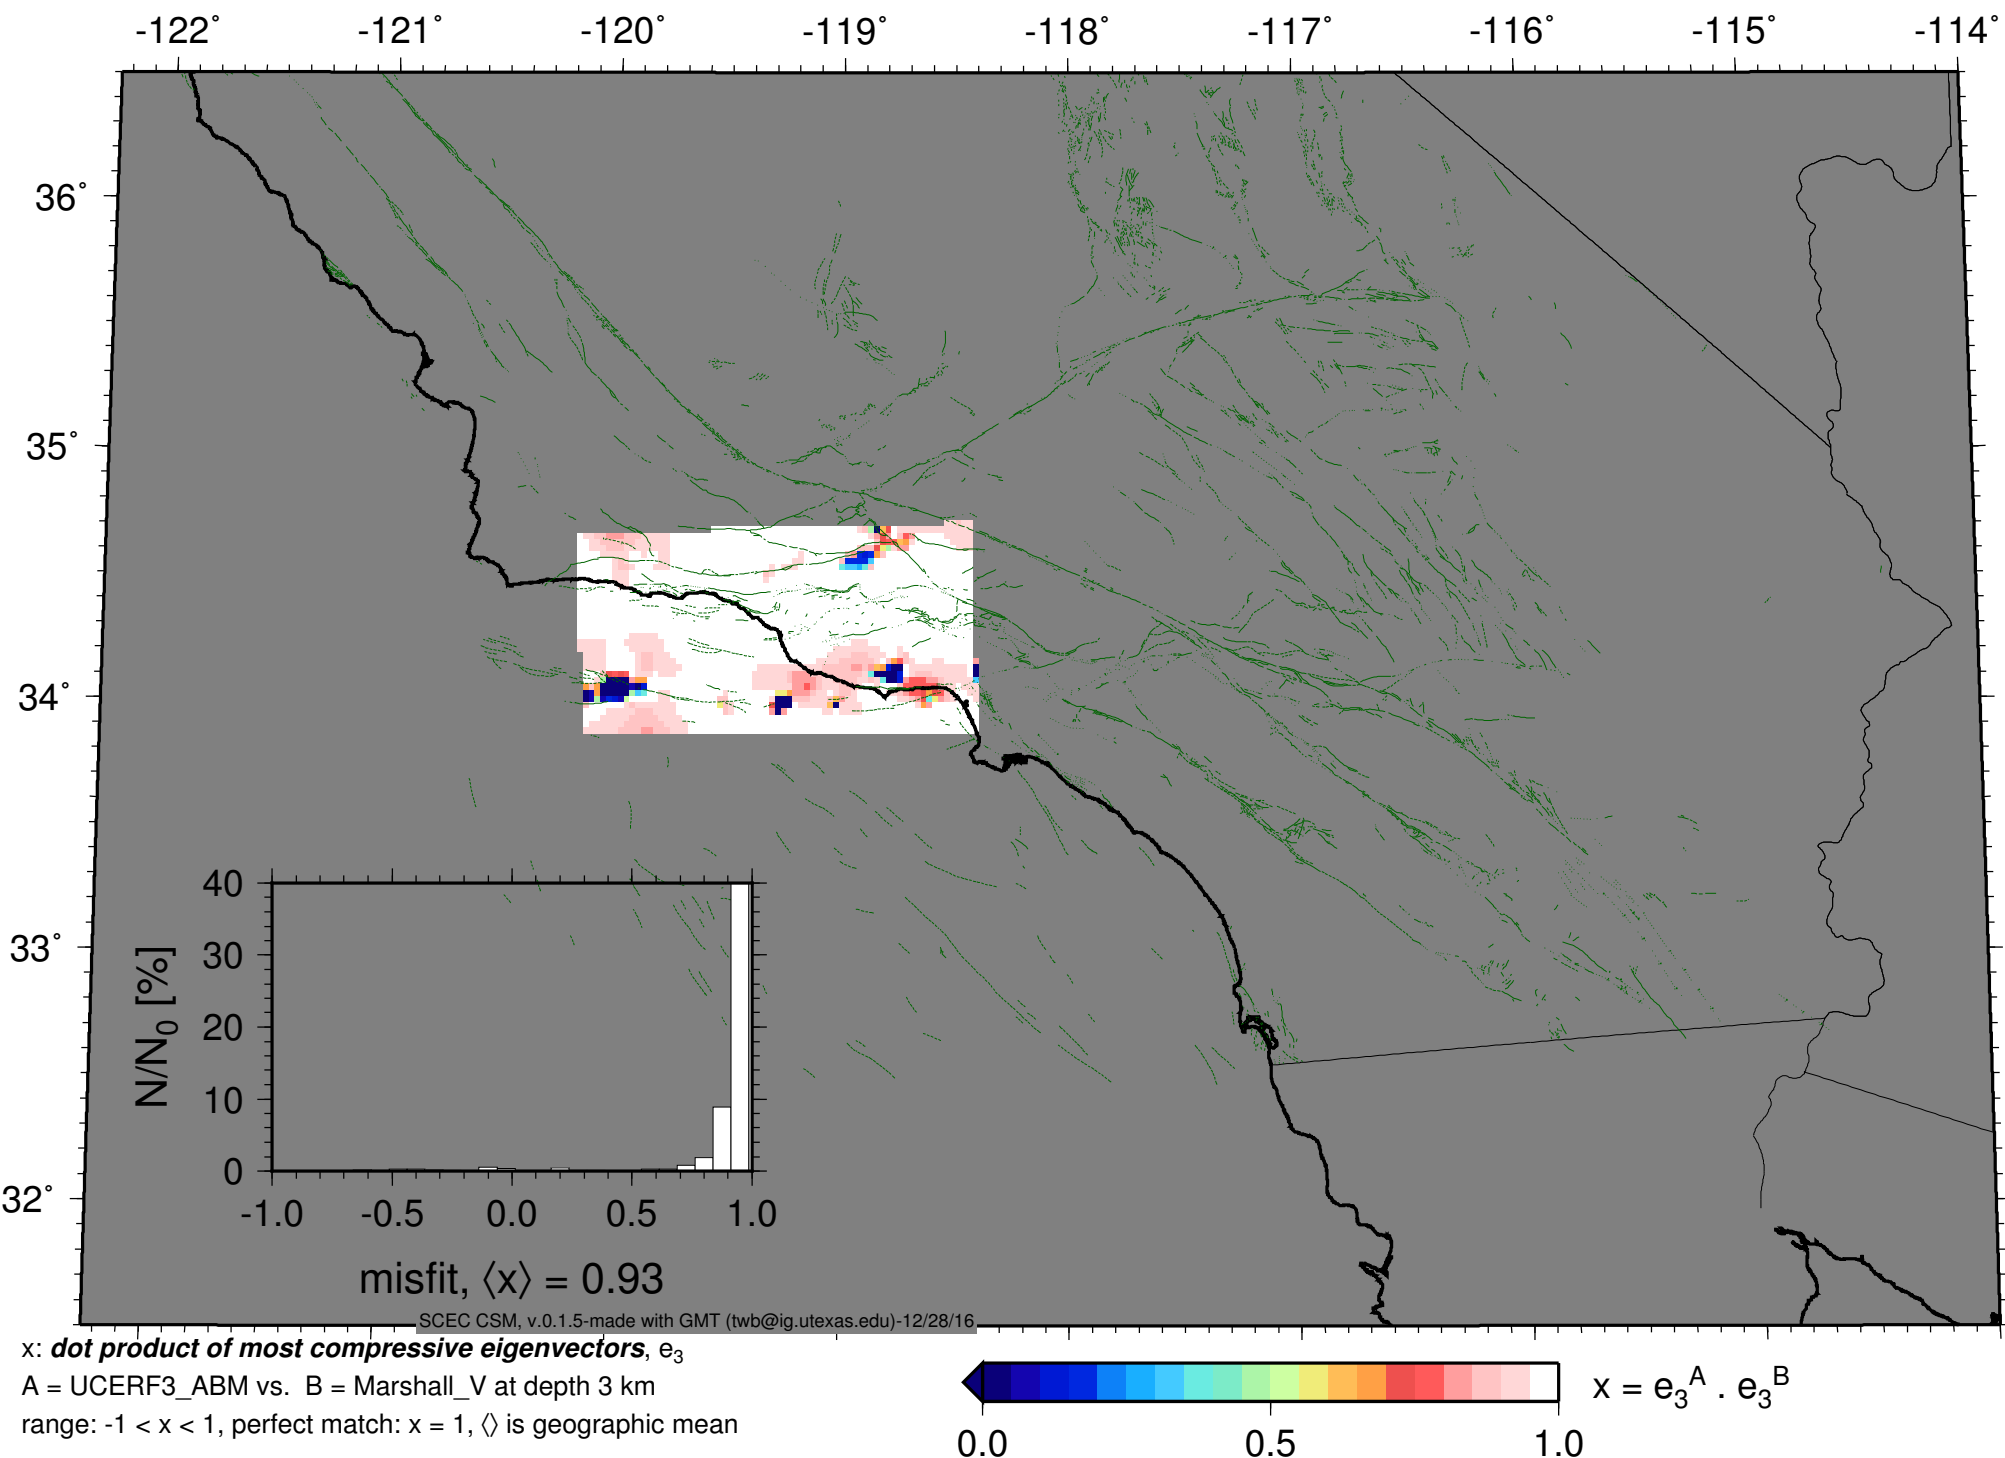 -122˚ -121˚ -120˚ -119˚ -118˚ -117˚ -116˚ -115˚ -114˚
36˚
35˚
34˚
33˚
32˚
40
30
20
10
0
N/N0 [%]
-1.0 -0.5 0.0 0.5 1.0
misfit, ⟨x⟩ = 0.93
SCEC CSM, v.0.1.5-made with GMT (twb@ig.utexas.edu)-12/28/16
x: dot product of most compressive eigenvectors, e3
A = UCERF3_ABM vs. B = Marshall_V at depth 3 km
range: -1 < x < 1, perfect match: x = 1, ⟨⟩ is geographic mean
x = e3^A . e3^B
0.0 0.5 1.0